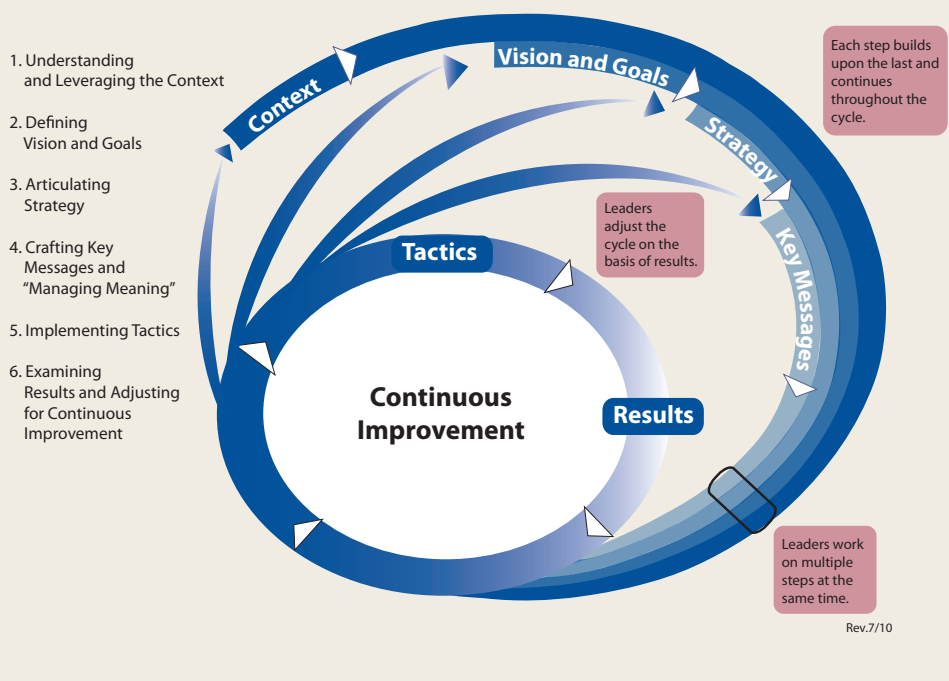 1. Understanding
and Leveraging the Context
2. Defining
Vision and Goals
3. Articulating
Strategy
4. Crafting Key
Messages and
“Managing Meaning”
5. Implementing Tactics
6. Examining
Results and Adjusting
for Continuous
Improvement
Context
Vision and Goals
Strategy
Key Messages
Each step builds
upon the last and
continues
throughout the
cycle.
Leaders
adjust the
cycle on the
basis of results.
Tactics
Continuous
Improvement
Results
Leaders work
on multiple
steps at the
same time.
Rev.7/10